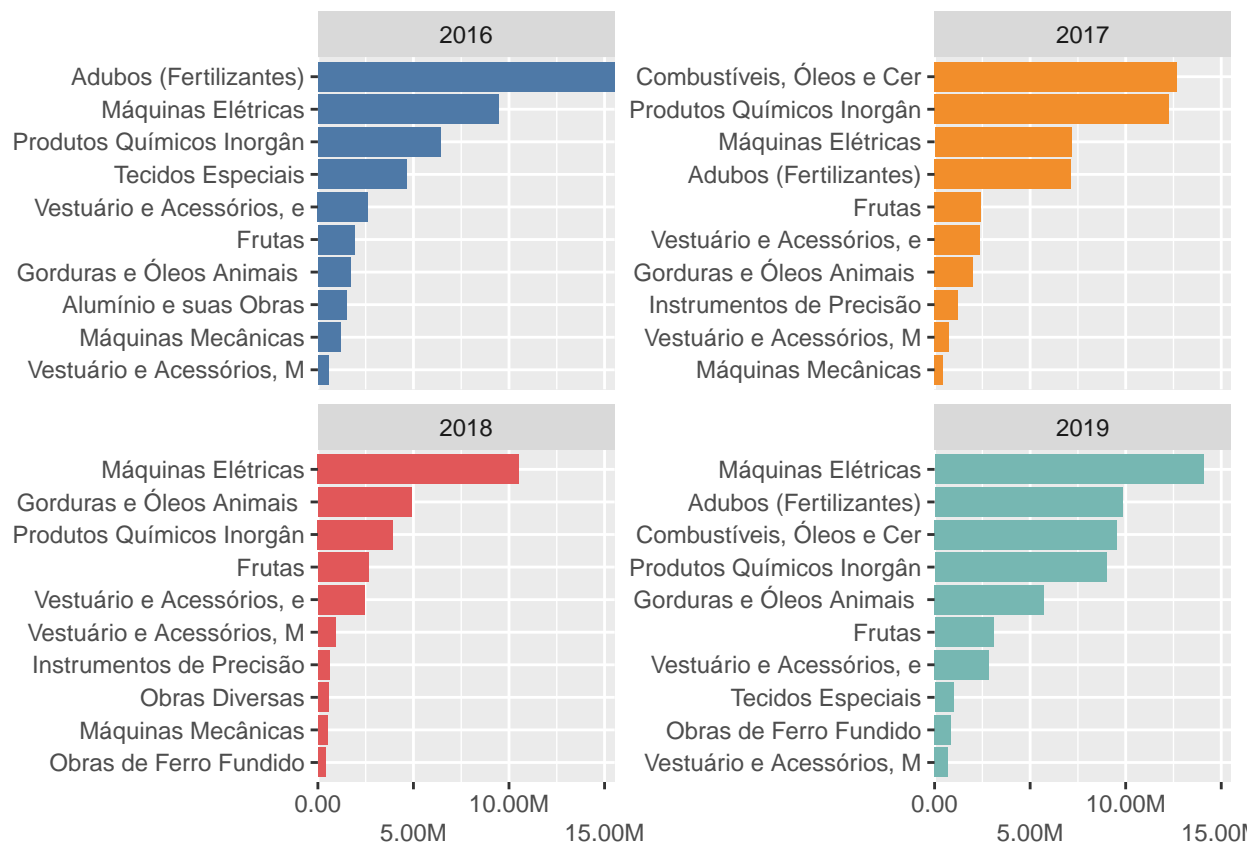 2016
Adubos (Fertilizantes)
Máquinas Elétricas
Produtos Químicos Inorgân
Tecidos Especiais
Vestuário e Acessórios, e
Frutas
Gorduras e Óleos Animais
Alumínio e suas Obras
Máquinas Mecânicas
Vestuário e Acessórios, M
2017
Combustíveis, Óleos e Cer
Produtos Químicos Inorgân
Máquinas Elétricas
Adubos (Fertilizantes)
Frutas
Vestuário e Acessórios, e
Gorduras e Óleos Animais
Instrumentos de Precisão
Vestuário e Acessórios, M
Máquinas Mecânicas
2018
Máquinas Elétricas
Gorduras e Óleos Animais
Produtos Químicos Inorgân
Frutas
Vestuário e Acessórios, e
Vestuário e Acessórios, M
Instrumentos de Precisão
Obras Diversas
Máquinas Mecânicas
Obras de Ferro Fundido
0.00 10.00M
5.00M 15.00M
2019
Máquinas Elétricas
Adubos (Fertilizantes)
Combustíveis, Óleos e Cer
Produtos Químicos Inorgân
Gorduras e Óleos Animais
Frutas
Vestuário e Acessórios, e
Tecidos Especiais
Obras de Ferro Fundido
Vestuário e Acessórios, M
0.00 10.00M
5.00M 15.00M